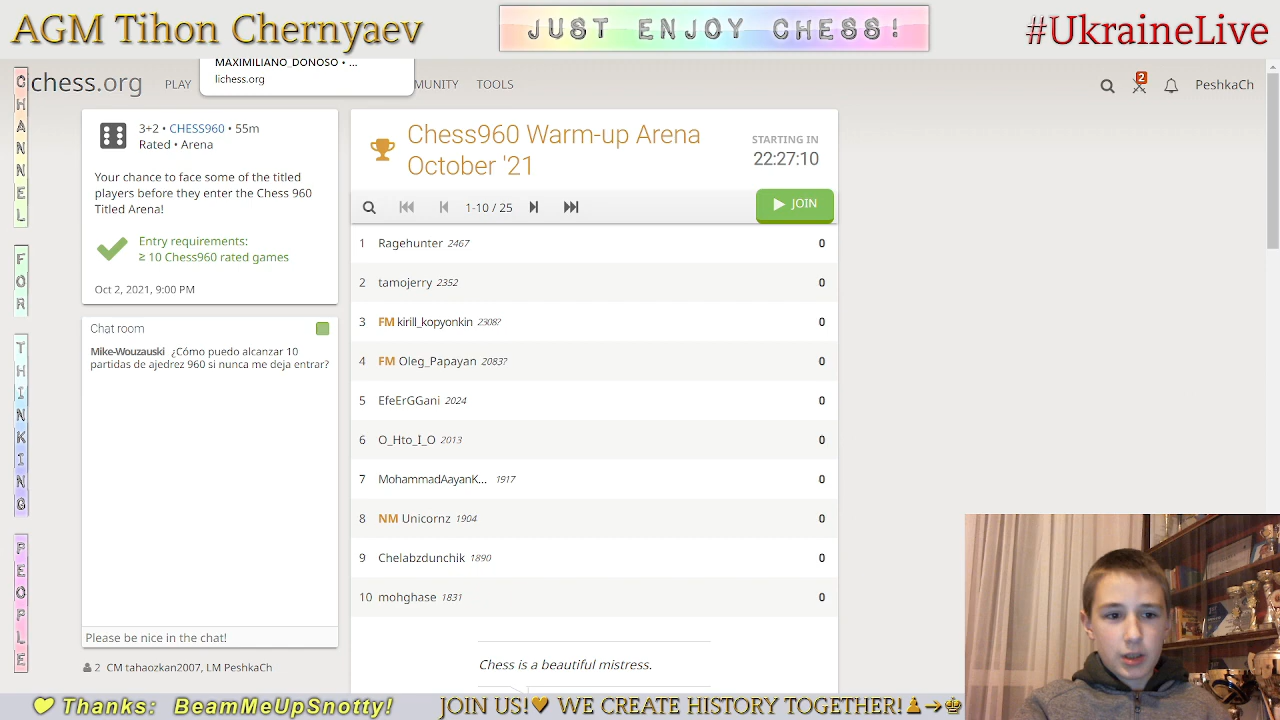 AGM Tihon Chernyaev
JUST ENJOY CHESS!
#UkraineLive
CHANNEL
FOR
THINKING
PEOPLE
chess.org
PLAY
MAXIMILIANO_DONOSO • ...
lichess.org
MUNITY
TOOLS
2
PeshkaCh
3+2 • CHESS960 • 55m
Rated • Arena
Your chance to face some of the titled
players before they enter the Chess 960
Titled Arena!
Entry requirements:
≥ 10 Chess960 rated games
Oct 2, 2021, 9:00 PM
Chat room
Mike-Wouzauski ¿Cómo puedo alcanzar 10
partidas de ajedrez 960 si nunca me deja entrar?
Please be nice in the chat!
2 CM tahaozkan2007, LM PeshkaCh
Chess960 Warm-up Arena
October '21
STARTING IN
22:27:10
1-10 / 25
JOIN
1 Ragehunter 2467 0
2 tamojerry 2352 0
3 FM kirill_kopyonkin 2308? 0
4 FM Oleg_Papayan 2083? 0
5 EfeErGGani 2024 0
6 O_Hto_I_O 2013 0
7 MohammadAayanK... 1917 0
8 NM Unicornz 1904 0
9 Chelabzdunchik 1890 0
10 mohghase 1831 0
Chess is a beautiful mistress.
Thanks: BeamMeUpSnotty!
JOIN US! WE CREATE HISTORY TOGETHER!